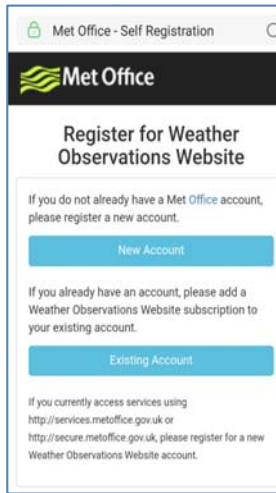 Met Office - Self Registration
Met Office
Register for Weather
Observations Website
If you do not already have a Met Office account,
please register a new account.
New Account
If you already have an account, please add a
Weather Observations Website subscription to
your existing account.
Existing Account
If you currently access services using
http://services.metoffice.gov.uk or
http://secure.metoffice.gov.uk, please register for a new
Weather Observations Website account.